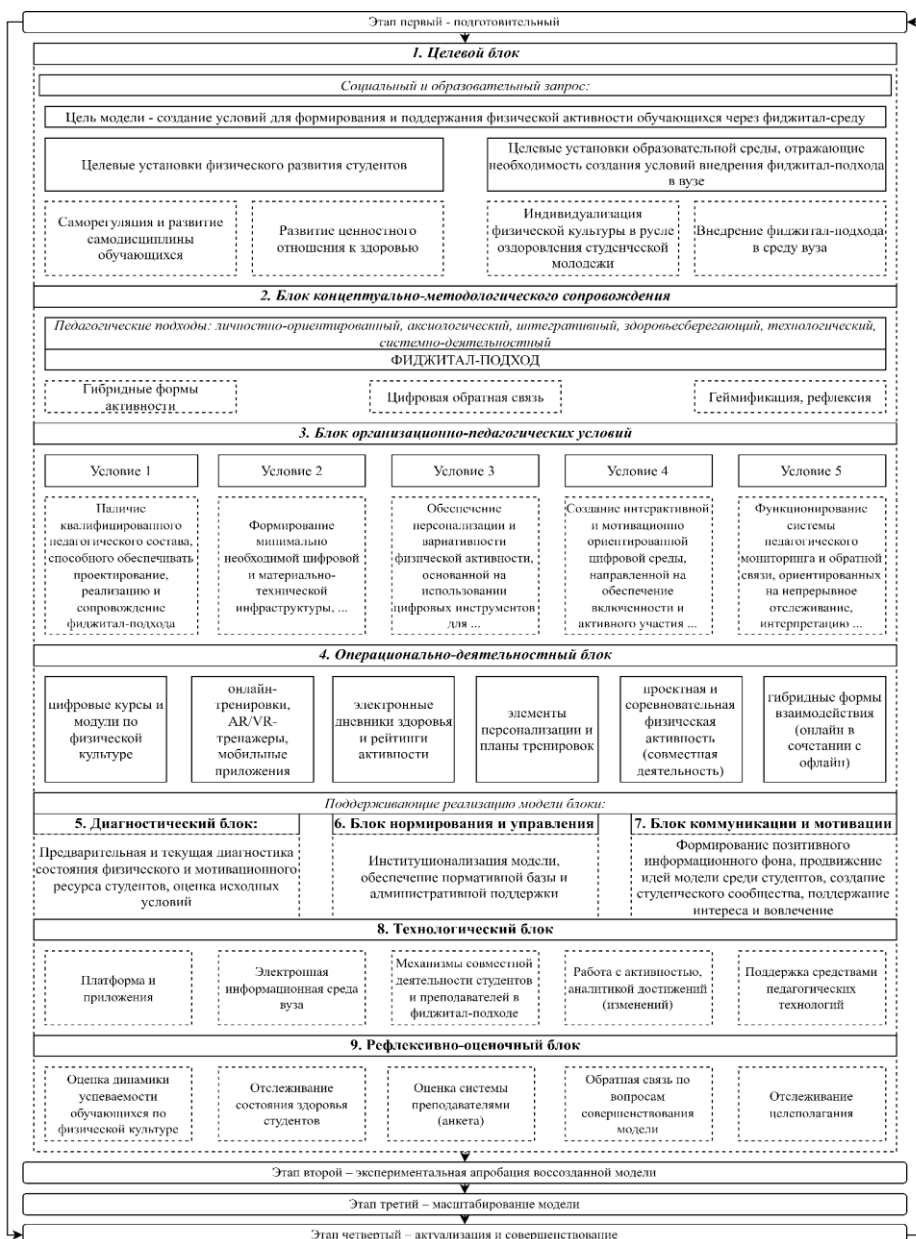 Этап первый - подготовительный
1. Целевой блок
Социальный и образовательный запрос:
Цель модели - создание условий для формирования и поддержания физической активности обучающихся через фиджитал-среду
Целевые установки физического развития студентов
Целевые установки образовательной среды, отражающие
необходимость создания условий внедрения фиджитал-подхода
в вузе
Саморегуляция и развитие
самодисциплины
обучающихся
Развитие ценностного
отношения к здоровью
Индивидуализация
физической культуры в русле
оздоровления студенческой
молодежи
Внедрение фиджитал-подхода
в среду вуза
2. Блок концептуально-методологического сопровождения
Педагогические подходы: личностно-ориентированный, аксиологический, интегративный, здоровьесберегающий, технологический,
системно-деятельностный
ФИДЖИТАЛ-ПОДХОД
Гибридные формы
активности
Цифровая обратная связь
Геймификация, рефлексия
3. Блок организационно-педагогических условий
Условие 1
Условие 2
Условие 3
Условие 4
Условие 5
Наличие
квалифицированного
педагогического состава,
способного обеспечивать
проектирование,
реализацию и
сопровождение
фиджитал-подхода
Формирование
минимально
необходимой цифровой
и материально-
технической
инфраструктуры, ...
Обеспечение
персонализации и
вариативности
физической активности,
основанной на
использовании
цифровых инструментов
для ...
Создание интерактивной
и мотивационно
ориентированной
цифровой среды,
направленной на
обеспечение
включенности и
активного участия ...
Функционирование
системы
педагогического
мониторинга и обратной
связи, ориентированных
на непрерывное
отслеживание,
интерпретацию ...
4. Операционально-деятельностный блок
цифровые курсы и
модули по
физической
культуре
онлайн-
тренировки,
AR/VR-
тренажеры,
мобильные
приложения
электронные
дневники здоровья
и рейтинги
активности
элементы
персонализации и
планы тренировок
проектная и
соревновательная
физическая
активность
(совместная
деятельность)
гибридные формы
взаимодействия
(онлайн в
сочетании с
офлайн)
Поддерживающие реализацию модели блоки:
5. Диагностический блок:
Предварительная и текущая диагностика
состояния физического и мотивационного
ресурса студентов, оценка исходных
условий
6. Блок нормирования и управления
Институционализация модели,
обеспечение нормативной базы и
административной поддержки
7. Блок коммуникации и мотивации
Формирование позитивного
информационного фона, продвижение
идей модели среди студентов, создание
студенческого сообщества, поддержание
интереса и вовлечение
8. Технологический блок
Платформа и
приложения
Электронная
информационная среда
вуза
Механизмы совместной
деятельности студентов
и преподавателей в
фиджитал-подходе
Работа с активностью,
аналитикой достижений
(изменений)
Поддержка средствами
педагогических
технологий
9. Рефлексивно-оценочный блок
Оценка динамики
успеваемости
обучающихся по
физической культуре
Отслеживание
состояния здоровья
студентов
Оценка системы
преподавателями
(анкета)
Обратная связь по
вопросам
совершенствования
модели
Отслеживание
целеполагания
Этап второй – экспериментальная апробация воссозданной модели
Этап третий – масштабирование модели
Этап четвертый – актуализация и совершенствование